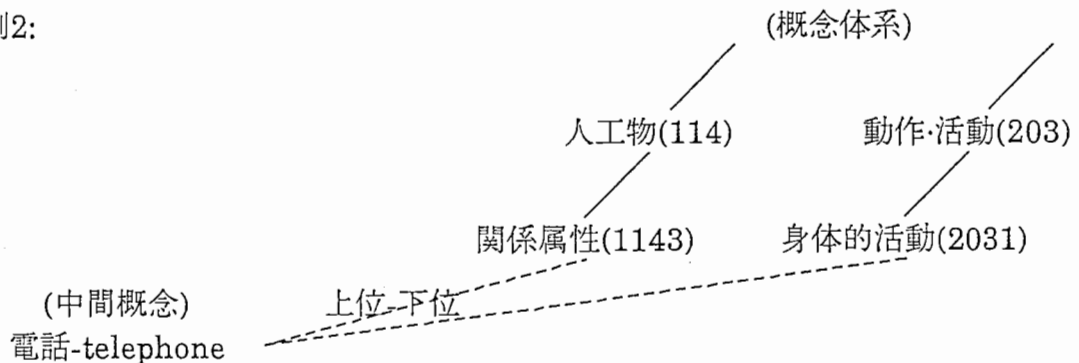 例2:
(概念体系)
人工物(114) 動作·活動(203)
関係属性(1143) 身体的活動(2031)
(中間概念) 上位-下位
電話-telephone